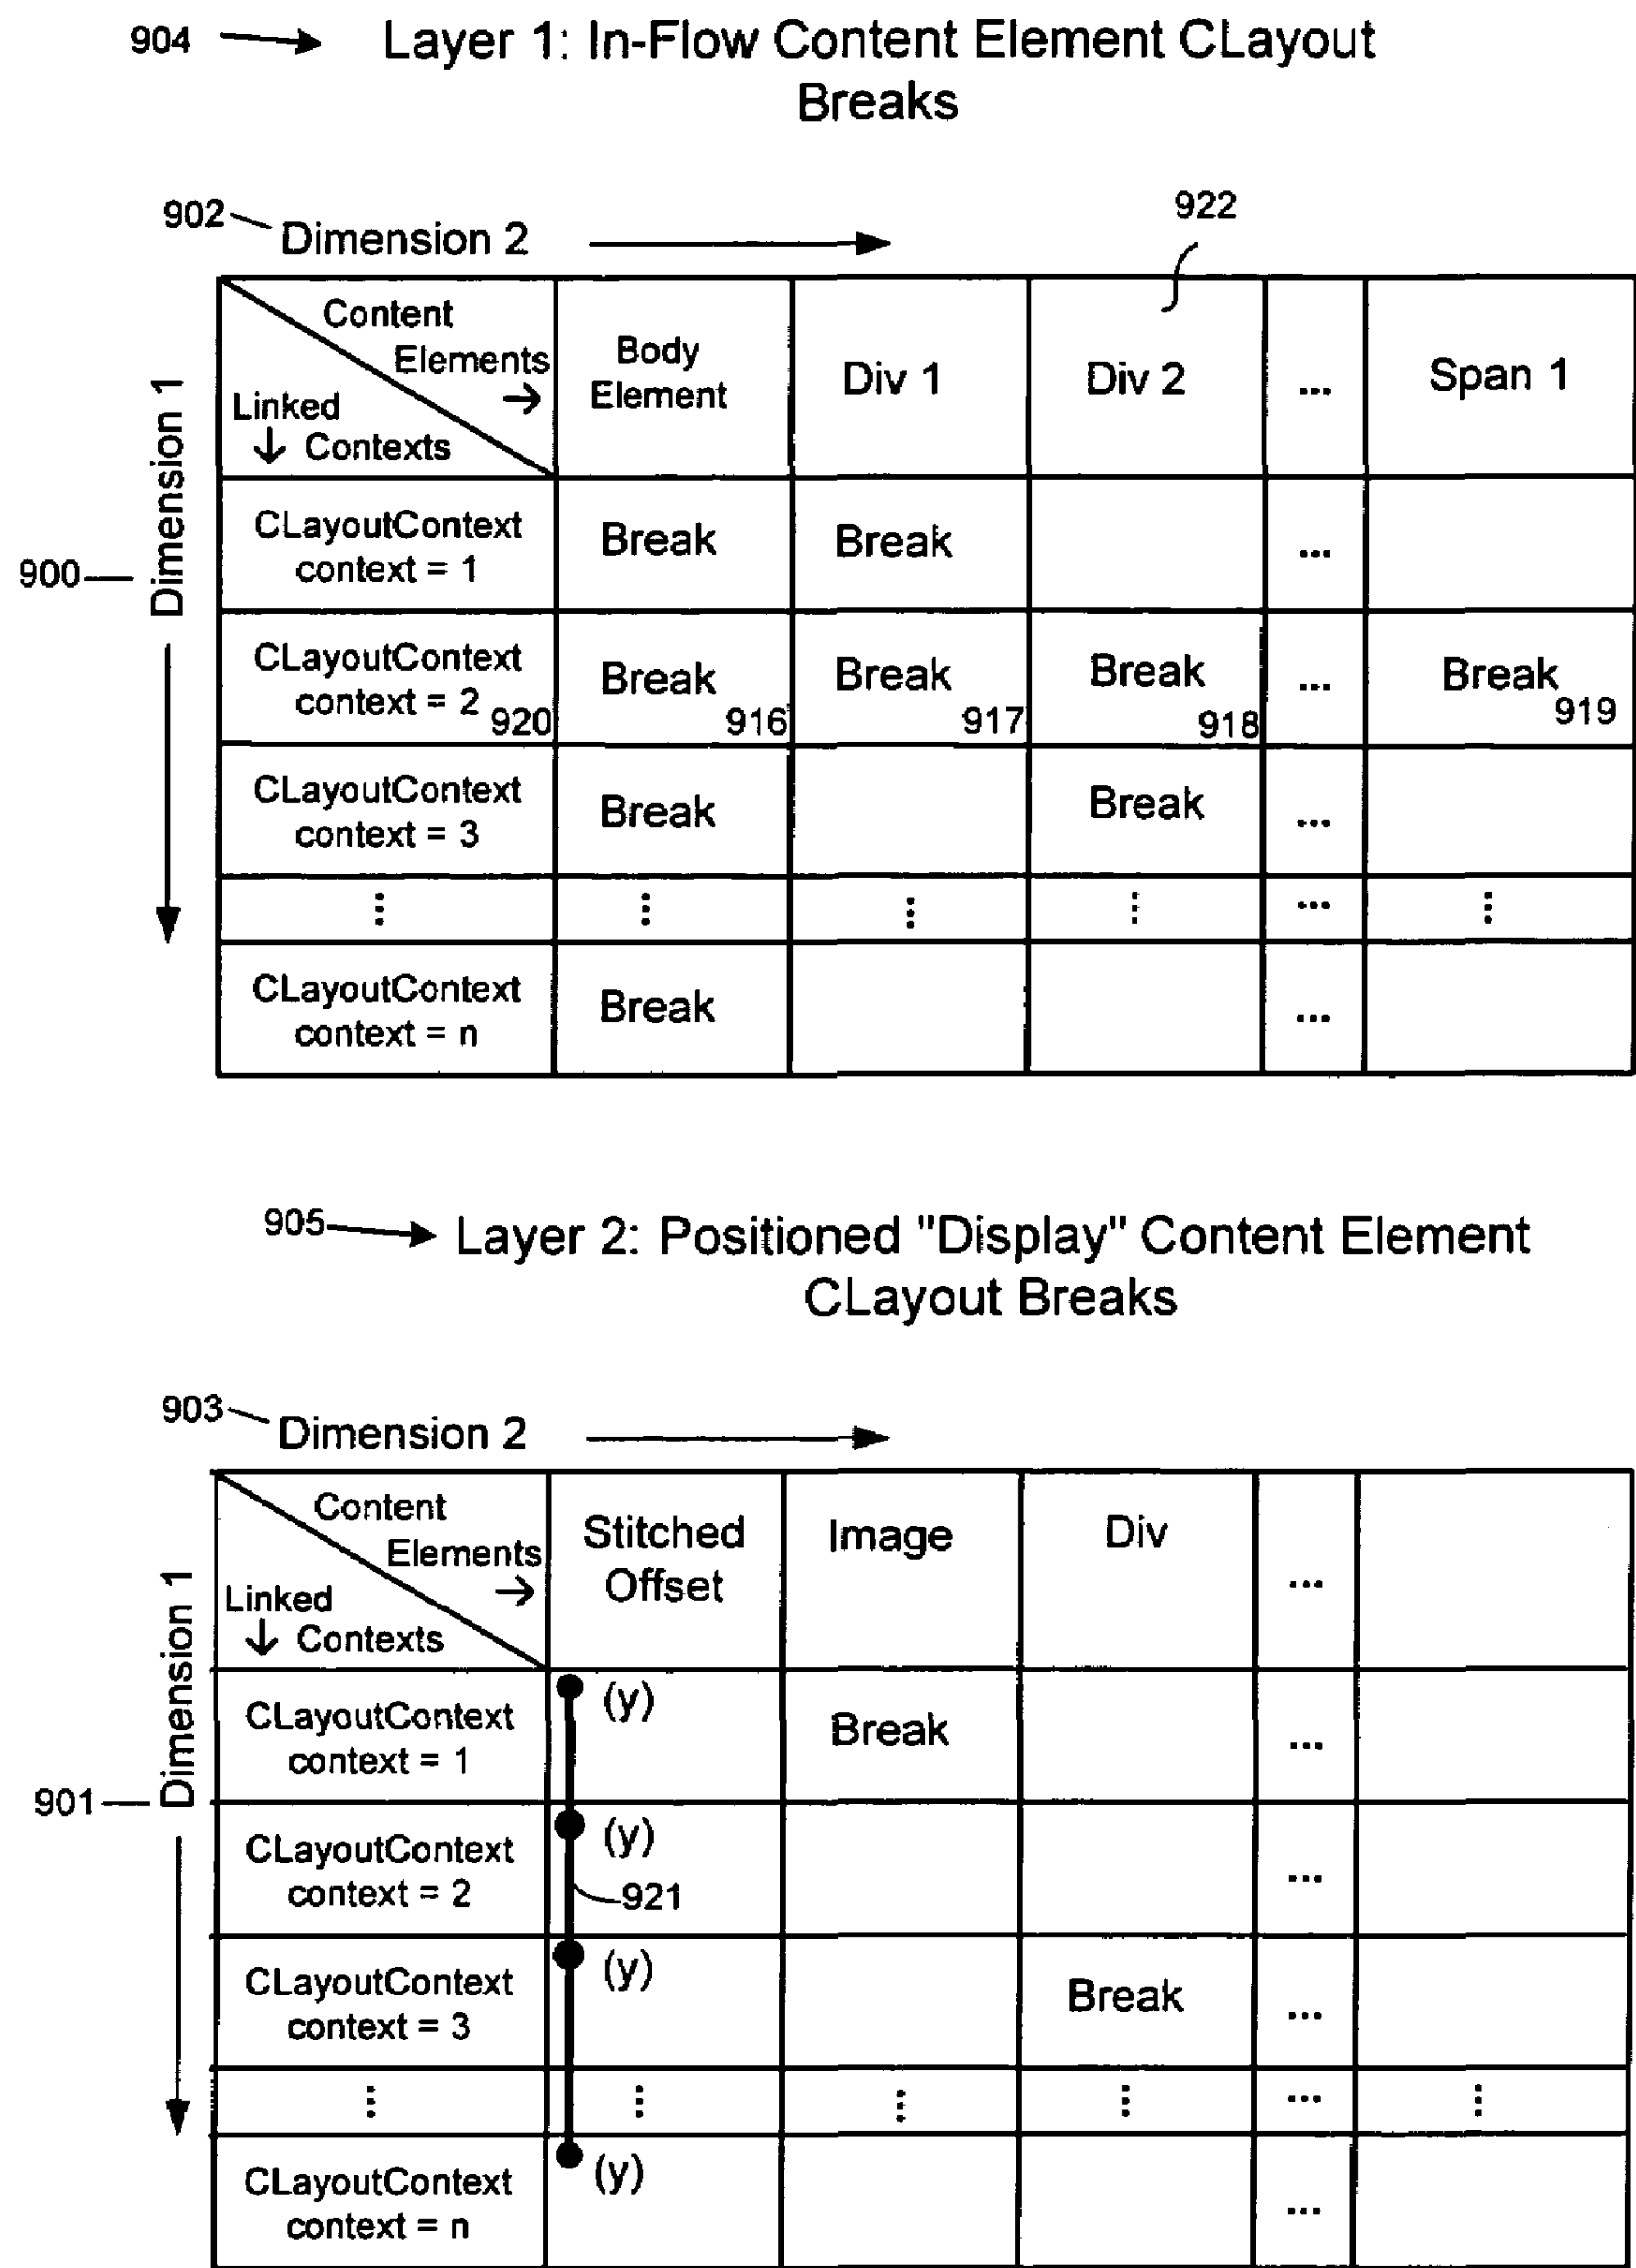 904 Layer 1: In-Flow Content Element CLayout
Breaks
902 Dimension 2
922
Content
Elements
Linked
Contexts
Body
Element
Div 1
Div 2
...
Span 1
900
Dimension 1
CLayoutContext
context = 1
Break
Break
...
CLayoutContext
context = 2
920
Break
916
Break
917
Break
918
...
Break
919
CLayoutContext
context = 3
Break
Break
...
...
CLayoutContext
context = n
Break
...
905 Layer 2: Positioned "Display" Content Element
CLayout Breaks
903 Dimension 2
Content
Elements
Linked
Contexts
Stitched
Offset
Image
Div
...
901
Dimension 1
CLayoutContext
context = 1
(y)
Break
...
CLayoutContext
context = 2
(y)
921
...
CLayoutContext
context = 3
(y)
Break
...
...
CLayoutContext
context = n
(y)
...